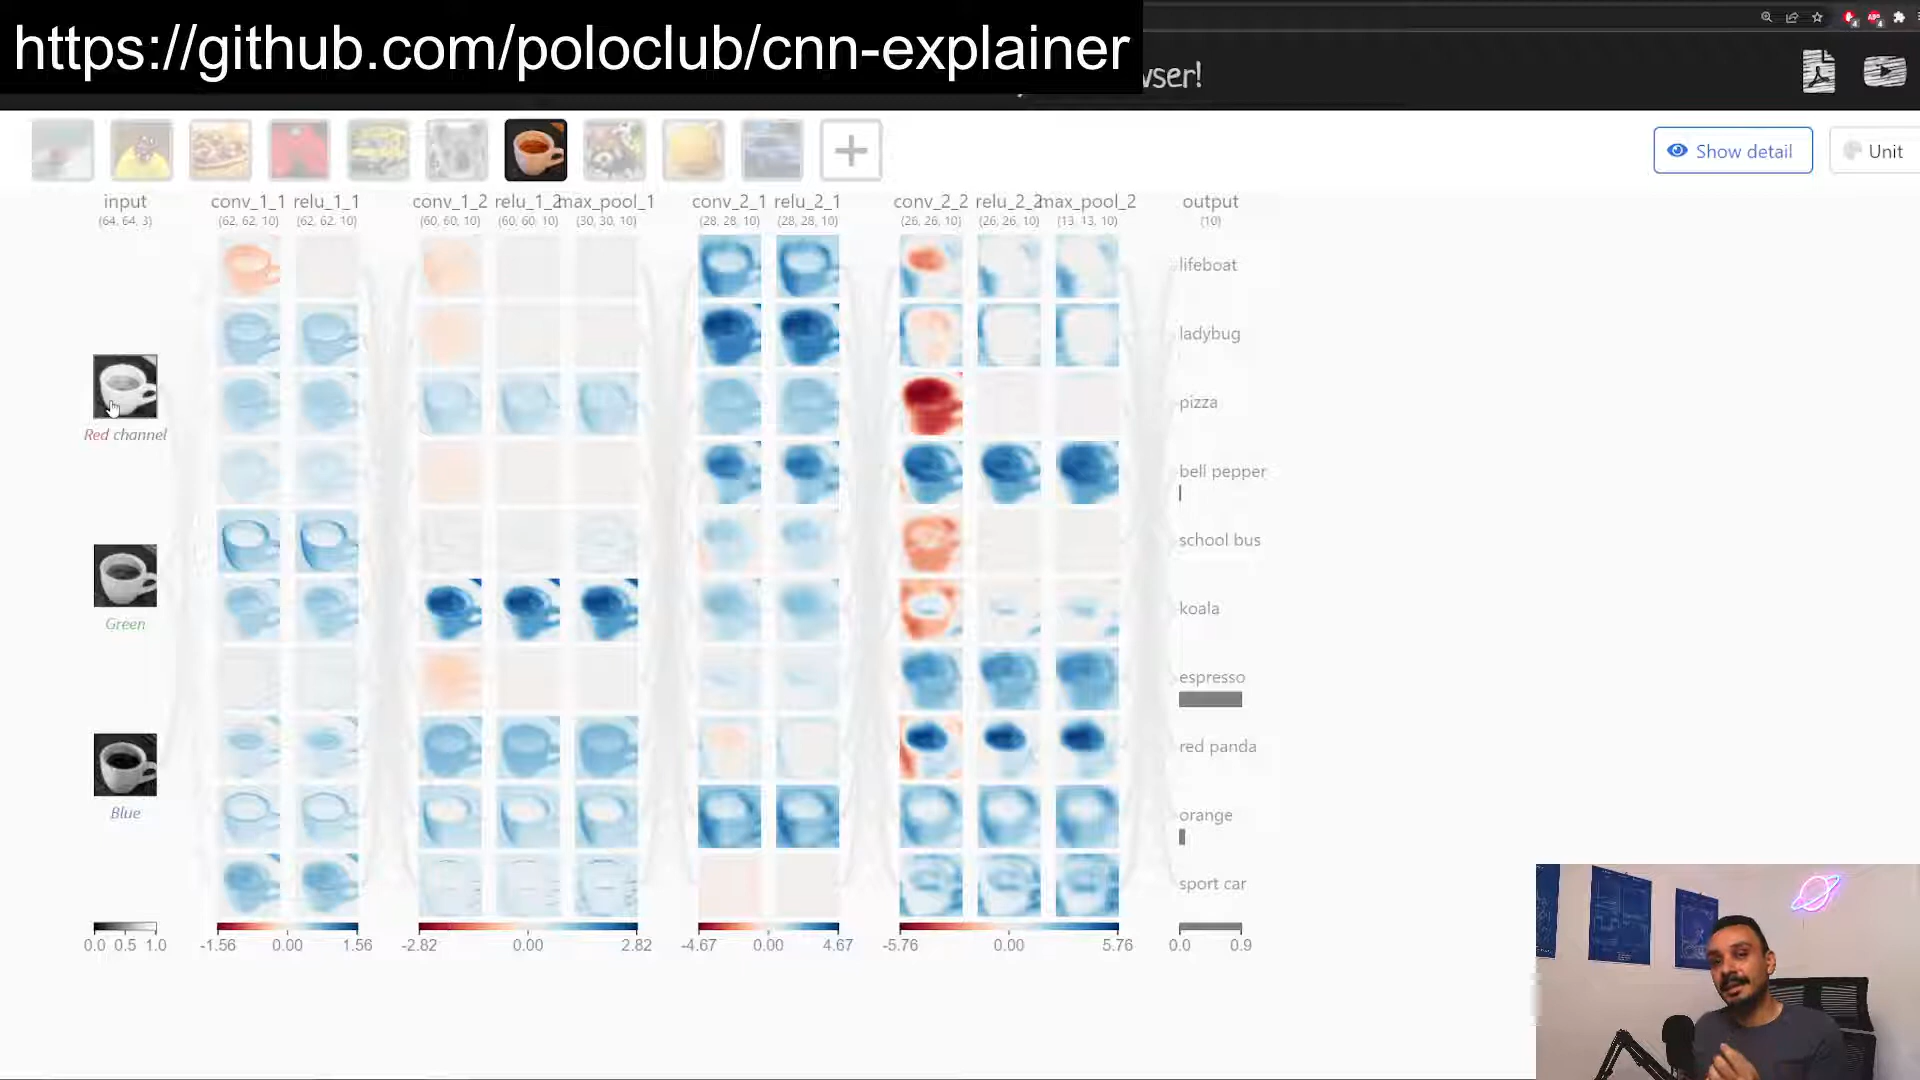 https://github.com/poloclub/cnn-explainer
wser!
Show detail
Unit
input
(64, 64, 3)
conv_1_1
(62, 62, 10)
relu_1_1
(62, 62, 10)
conv_1_2
(60, 60, 10)
relu_1_2
(60, 60, 10)
max_pool_1
(30, 30, 10)
conv_2_1
(28, 28, 10)
relu_2_1
(28, 28, 10)
conv_2_2
(26, 26, 10)
relu_2_2
(26, 26, 10)
max_pool_2
(13, 13, 10)
output
(10)
lifeboat
ladybug
pizza
bell pepper
school bus
koala
espresso
red panda
orange
sport car
Red channel
Green
Blue
0.0 0.5 1.0
-1.56 0.00 1.56
-2.82 0.00 2.82
-4.67 0.00 4.67
-5.76 0.00 5.76
0.0 0.9